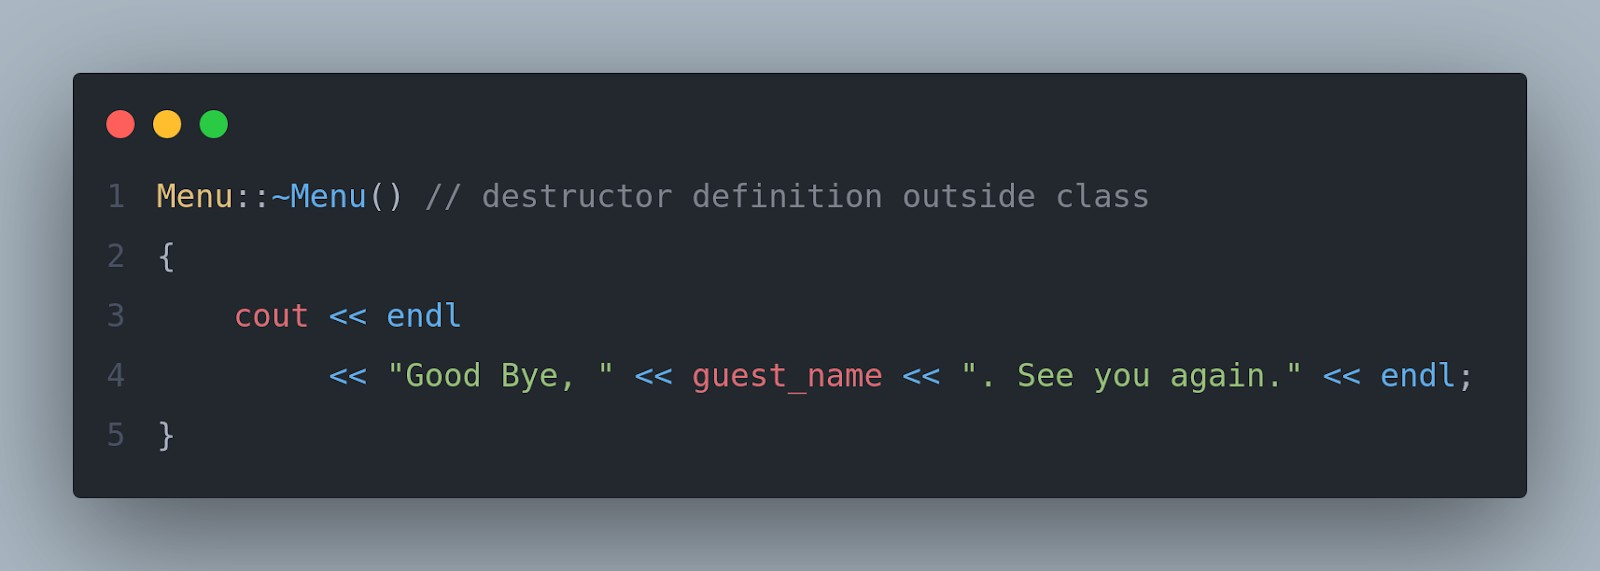 1 Menu::~Menu() // destructor definition outside class
2 {
3     cout << endl
4          << "Good Bye, " << guest_name << ". See you again." << endl;
5 }